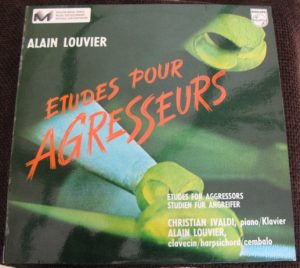 ALAIN LOUVIER
ETUDES POUR
AGRESSEURS
ETUDES FOR AGGRESSORS
STUDIEN FÜR ANGREIFER
CHRISTIAN IVALDI, piano/Klavier
ALAIN LOUVIER,
clavecin/harpsichord/cembalo